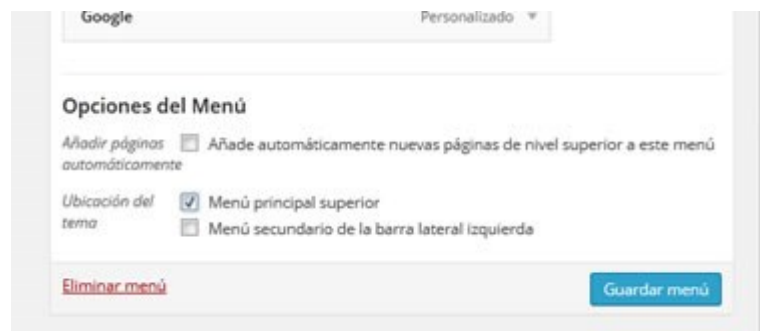 Google Personalizado
Opciones del Menú
Añadir páginas automáticamente Añade automáticamente nuevas páginas de nivel superior a este menú
Ubicación del tema Menú principal superior
Menú secundario de la barra lateral izquierda
Eliminar menú Guardar menú